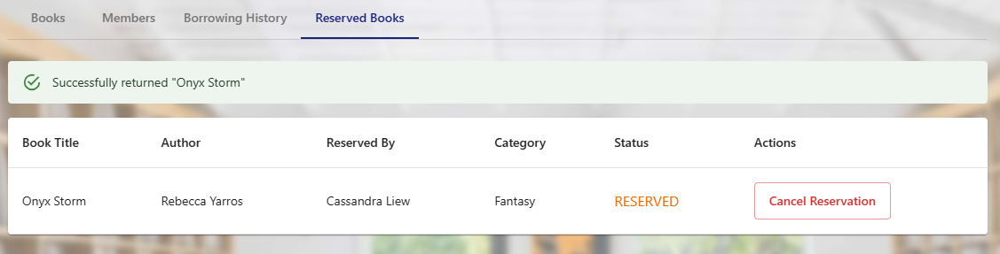 Books Members Borrowing History Reserved Books
Successfully returned "Onyx Storm"
Book Title Author Reserved By Category Status Actions
Onyx Storm Rebecca Yarros Cassandra Liew Fantasy RESERVED Cancel Reservation